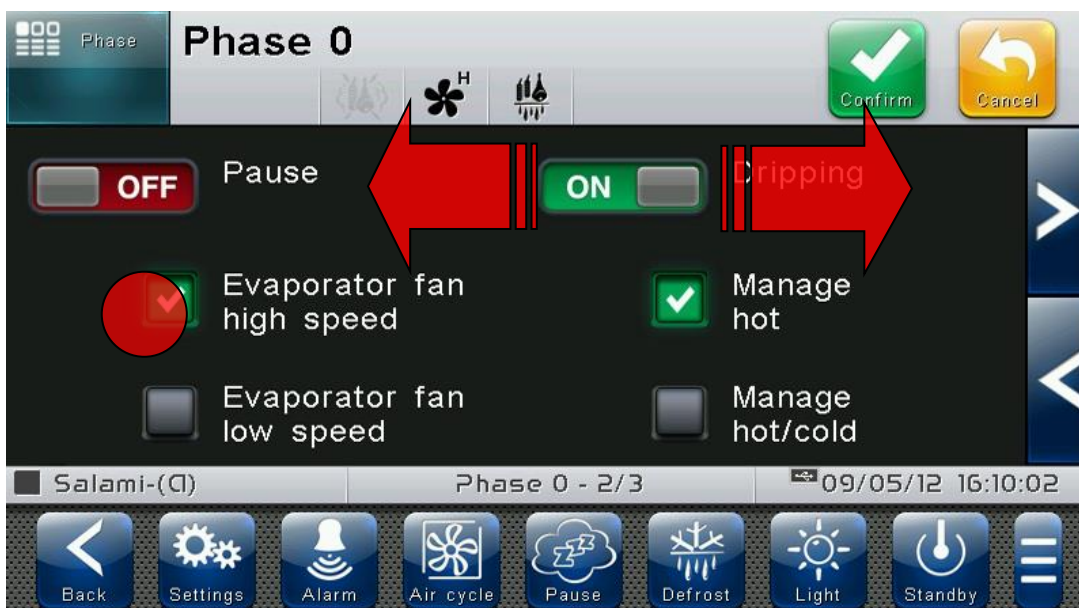 Phase
Phase 0
H
Confirm
Cancel
OFF
Pause
ON
Dripping
Evaporator fan
high speed
Manage
hot
Evaporator fan
low speed
Manage
hot/cold
Salami-(A)
Phase 0 - 2/3
09/05/12 16:10:02
Back
Settings
Alarm
Air cycle
Pause
Defrost
Light
Standby